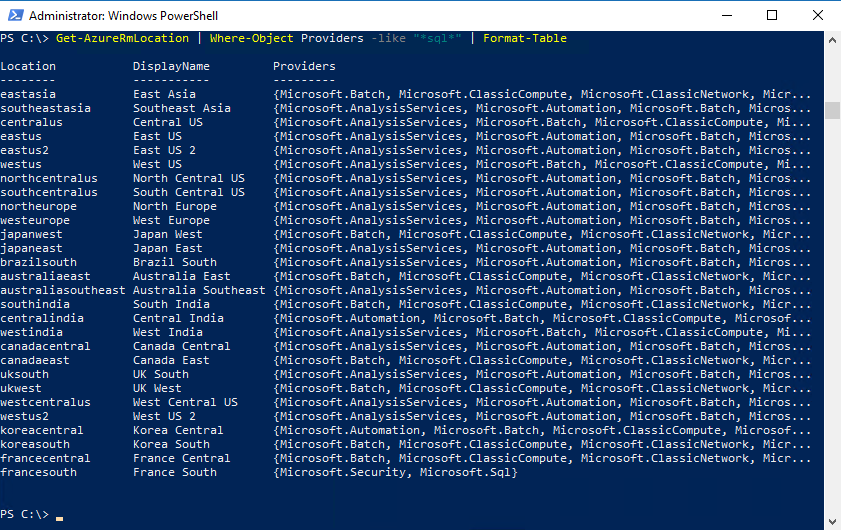 Administrator: Windows PowerShell
PS C:\> Get-AzureRmLocation | Where-Object Providers -like "*sql*" | Format-Table
Location DisplayName Providers
-------- ----------- ---------
eastasia East Asia {Microsoft.Batch, Microsoft.ClassicCompute, Microsoft.ClassicNetwork, Micr...
southeastasia Southeast Asia {Microsoft.AnalysisServices, Microsoft.Automation, Microsoft.Batch, Micros...
centralus Central US {Microsoft.AnalysisServices, Microsoft.Batch, Microsoft.ClassicCompute, Mi...
eastus East US {Microsoft.AnalysisServices, Microsoft.Automation, Microsoft.Batch, Micros...
eastus2 East US 2 {Microsoft.AnalysisServices, Microsoft.Automation, Microsoft.Batch, Micros...
westus West US {Microsoft.AnalysisServices, Microsoft.Batch, Microsoft.ClassicCompute, Mi...
northcentralus North Central US {Microsoft.AnalysisServices, Microsoft.Automation, Microsoft.Batch, Micros...
southcentralus South Central US {Microsoft.AnalysisServices, Microsoft.Automation, Microsoft.Batch, Micros...
northeurope North Europe {Microsoft.AnalysisServices, Microsoft.Automation, Microsoft.Batch, Micros...
westeurope West Europe {Microsoft.AnalysisServices, Microsoft.Automation, Microsoft.Batch, Micros...
japanwest Japan West {Microsoft.Batch, Microsoft.ClassicCompute, Microsoft.ClassicNetwork, Micr...
japaneast Japan East {Microsoft.AnalysisServices, Microsoft.Automation, Microsoft.Batch, Micros...
brazilsouth Brazil South {Microsoft.AnalysisServices, Microsoft.Automation, Microsoft.Batch, Micros...
australiaeast Australia East {Microsoft.Batch, Microsoft.ClassicCompute, Microsoft.ClassicNetwork, Micr...
australiasoutheast Australia Southeast {Microsoft.AnalysisServices, Microsoft.Automation, Microsoft.Batch, Micros...
southindia South India {Microsoft.Batch, Microsoft.ClassicCompute, Microsoft.ClassicNetwork, Micr...
centralindia Central India {Microsoft.Automation, Microsoft.Batch, Microsoft.ClassicCompute, Microsof...
westindia West India {Microsoft.AnalysisServices, Microsoft.Batch, Microsoft.ClassicCompute, Mi...
canadacentral Canada Central {Microsoft.AnalysisServices, Microsoft.Automation, Microsoft.Batch, Micros...
canadaeast Canada East {Microsoft.Batch, Microsoft.ClassicCompute, Microsoft.ClassicNetwork, Micr...
uksouth UK South {Microsoft.AnalysisServices, Microsoft.Automation, Microsoft.Batch, Micros...
ukwest UK West {Microsoft.Batch, Microsoft.ClassicCompute, Microsoft.ClassicNetwork, Micr...
westcentralus West Central US {Microsoft.AnalysisServices, Microsoft.Automation, Microsoft.Batch, Micros...
westus2 West US 2 {Microsoft.AnalysisServices, Microsoft.Automation, Microsoft.Batch, Micros...
koreacentral Korea Central {Microsoft.Automation, Microsoft.Batch, Microsoft.ClassicCompute, Microsof...
koreasouth Korea South {Microsoft.Batch, Microsoft.ClassicCompute, Microsoft.ClassicNetwork, Micr...
francecentral France Central {Microsoft.Batch, Microsoft.ClassicCompute, Microsoft.ClassicNetwork, Micr...
francesouth France South {Microsoft.Security, Microsoft.Sql}
PS C:\>